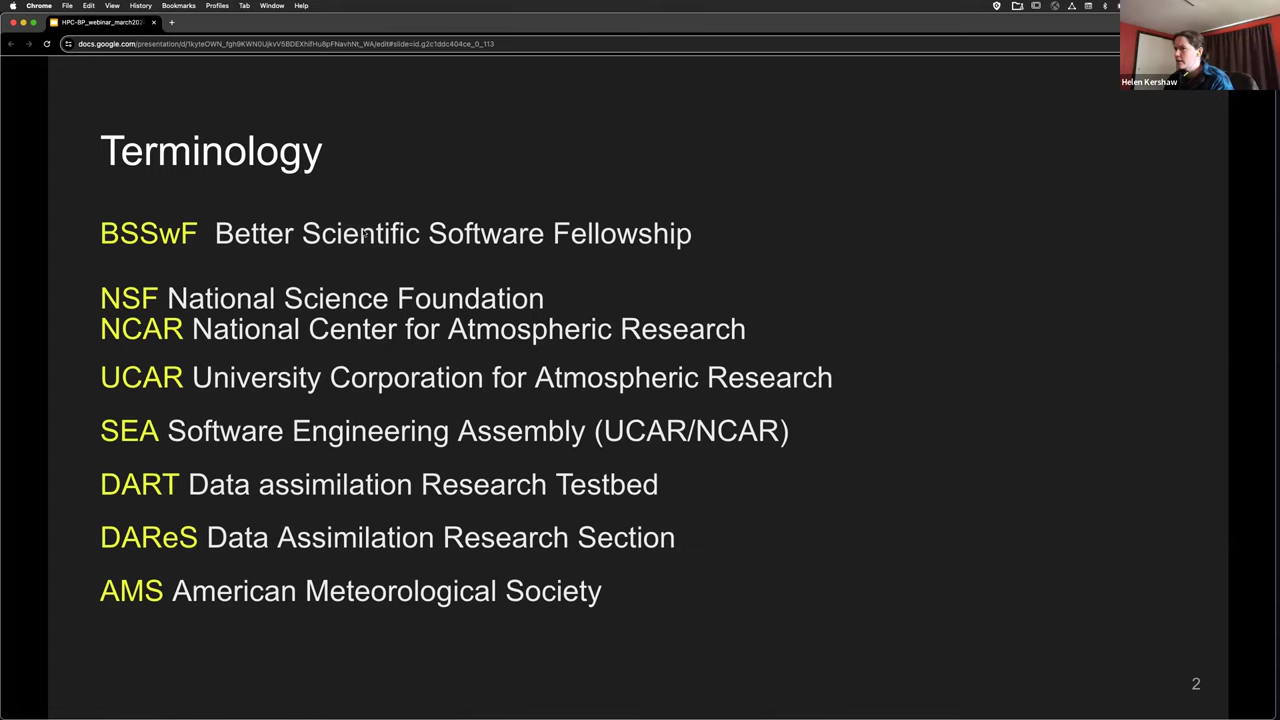 Chrome File Edit View History Bookmarks Profiles Tab Window Help
HPC-BP_webinar_march202
docs.google.com/presentation/d/1kyteOWN_fgh9KWN0UjkvV5BDEXhifHu8pFNavhNt_WA/edit#slide=id.g2c1ddc404ce_0_113
Helen Kershaw
Terminology
BSSwF Better Scientific Software Fellowship
NSF National Science Foundation
NCAR National Center for Atmospheric Research
UCAR University Corporation for Atmospheric Research
SEA Software Engineering Assembly (UCAR/NCAR)
DART Data assimilation Research Testbed
DAReS Data Assimilation Research Section
AMS American Meteorological Society
2